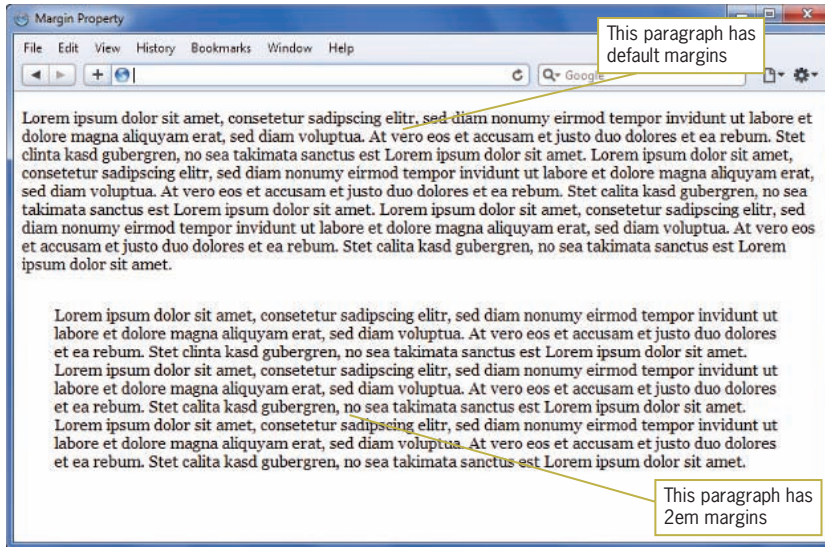 Margin Property
This paragraph has
default margins
File Edit View History Bookmarks Window Help
Google
Lorem ipsum dolor sit amet, consetetur sadipscing elitr, sed diam nonumy eirmod tempor invidunt ut labore et
dolore magna aliquyam erat, sed diam voluptua. At vero eos et accusam et justo duo dolores et ea rebum. Stet
clinta kasd gubergren, no sea takimata sanctus est Lorem ipsum dolor sit amet. Lorem ipsum dolor sit amet,
consetetur sadipscing elitr, sed diam nonumy eirmod tempor invidunt ut labore et dolore magna aliquyam erat,
sed diam voluptua. At vero eos et accusam et justo duo dolores et ea rebum. Stet calita kasd gubergren, no sea
takimata sanctus est Lorem ipsum dolor sit amet. Lorem ipsum dolor sit amet, consetetur sadipscing elitr, sed
diam nonumy eirmod tempor invidunt ut labore et dolore magna aliquyam erat, sed diam voluptua. At vero eos
et accusam et justo duo dolores et ea rebum. Stet calita kasd gubergren, no sea takimata sanctus est Lorem
ipsum dolor sit amet.
Lorem ipsum dolor sit amet, consetetur sadipscing elitr, sed diam nonumy eirmod tempor invidunt ut
labore et dolore magna aliquyam erat, sed diam voluptua. At vero eos et accusam et justo duo dolores
et ea rebum. Stet clinta kasd gubergren, no sea takimata sanctus est Lorem ipsum dolor sit amet.
Lorem ipsum dolor sit amet, consetetur sadipscing elitr, sed diam nonumy eirmod tempor invidunt ut
labore et dolore magna aliquyam erat, sed diam voluptua. At vero eos et accusam et justo duo dolores
et ea rebum. Stet calita kasd gubergren, no sea takimata sanctus est Lorem ipsum dolor sit amet.
Lorem ipsum dolor sit amet, consetetur sadipscing elitr, sed diam nonumy eirmod tempor invidunt ut
labore et dolore magna aliquyam erat, sed diam voluptua. At vero eos et accusam et justo duo dolores
et ea rebum. Stet calita kasd gubergren, no sea takimata sanctus est Lorem ipsum dolor sit amet.
This paragraph has
2em margins